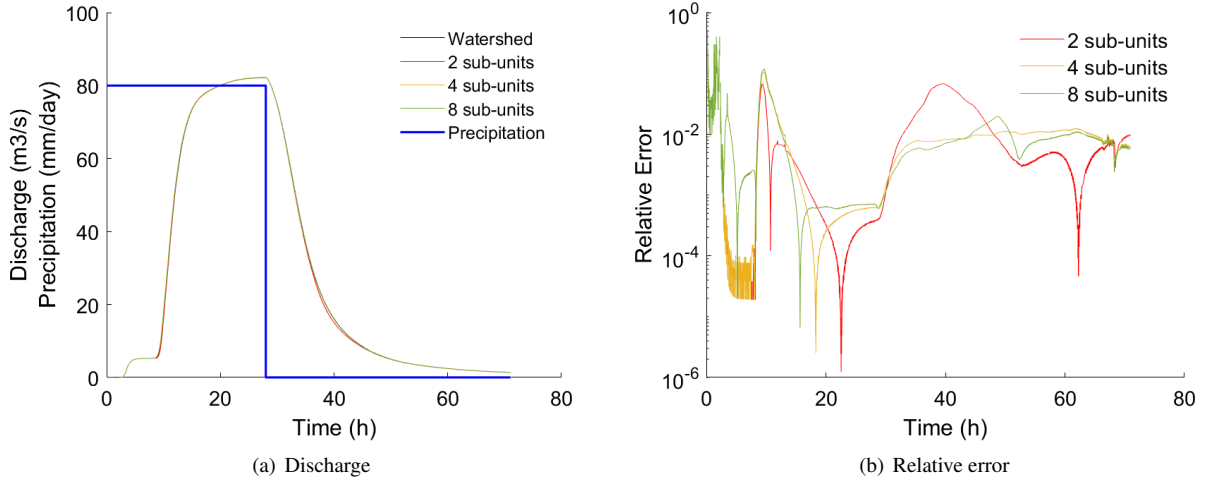 100
80
60
40
20
0
Discharge (m3/s)
Precipitation (mm/day)
Watershed
2 sub-units
4 sub-units
8 sub-units
Precipitation
0 20 40 60 80
Time (h)
(a) Discharge
10^0
10^-2
10^-4
10^-6
Relative Error
2 sub-units
4 sub-units
8 sub-units
0 20 40 60 80
Time (h)
(b) Relative error